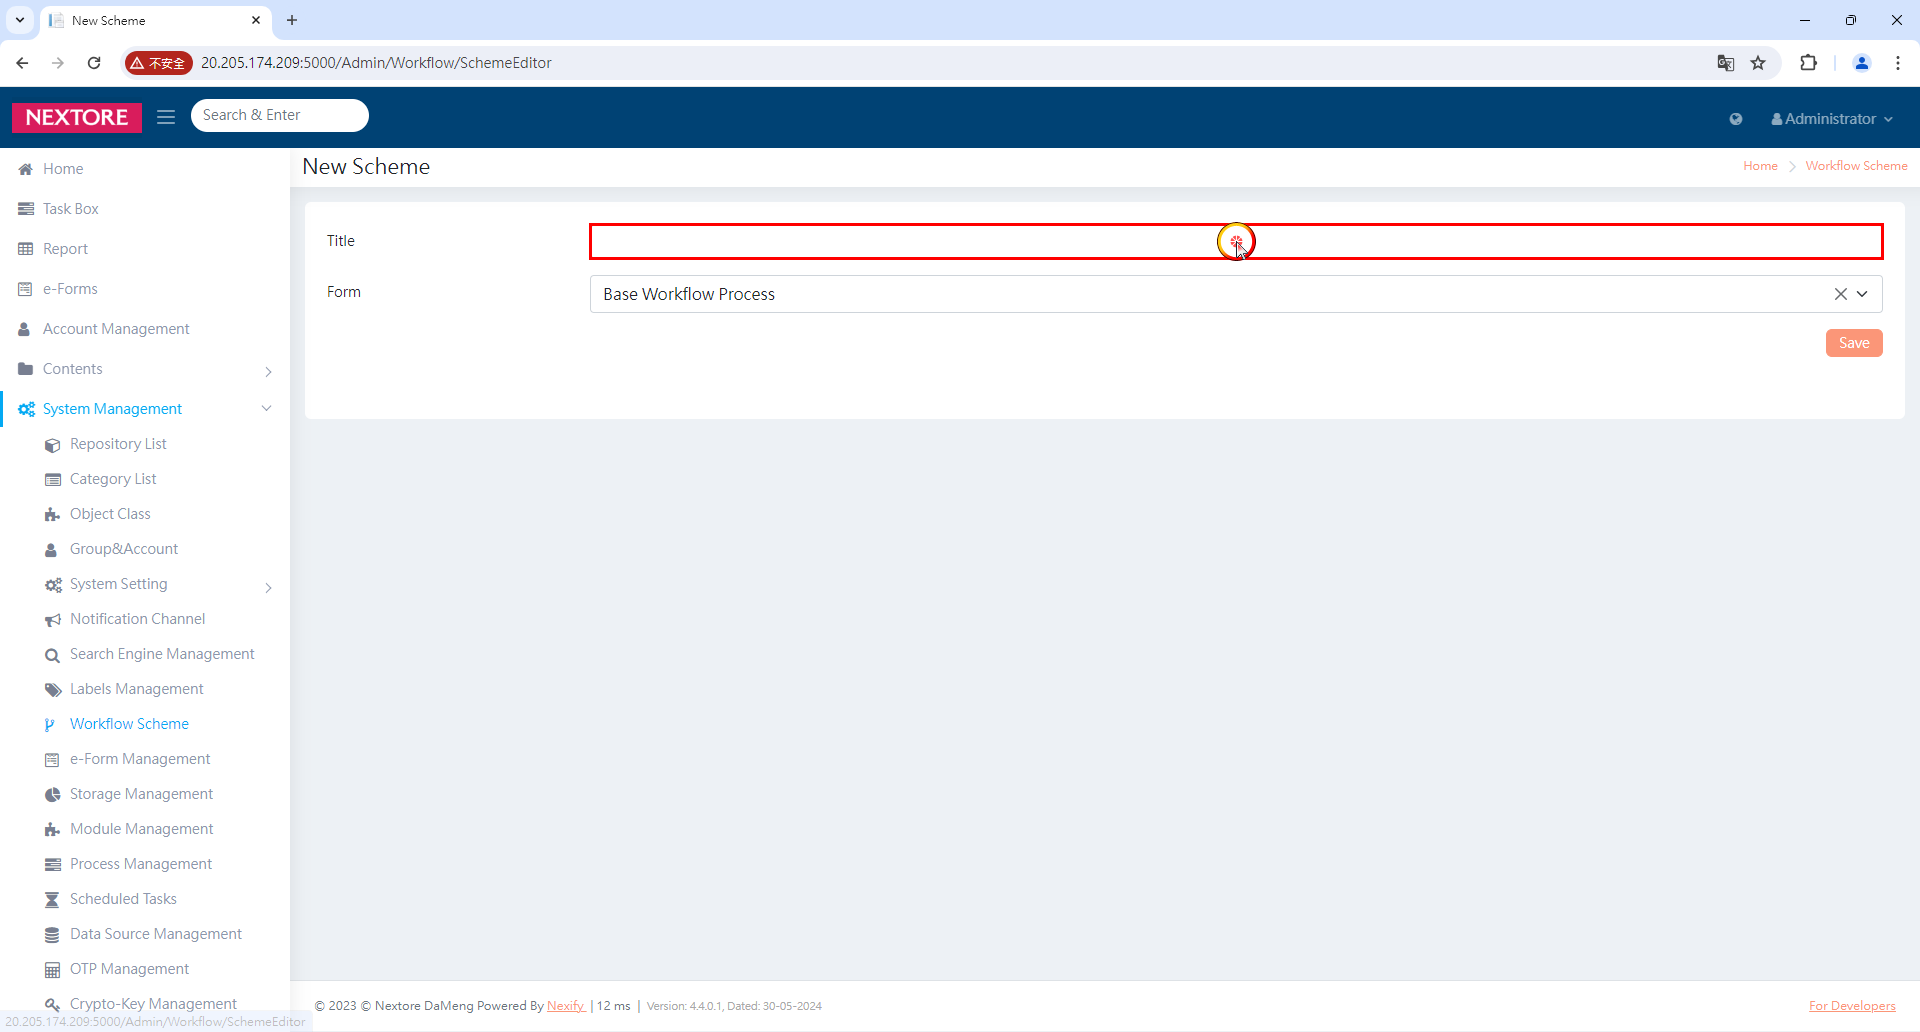 New Scheme
不安全
20.205.174.209:5000/Admin/Workflow/SchemeEditor
NEXTORE
Search & Enter
Administrator
Home
Task Box
Report
e-Forms
Account Management
Contents
System Management
Repository List
Category List
Object Class
Group&Account
System Setting
Notification Channel
Search Engine Management
Labels Management
Workflow Scheme
e-Form Management
Storage Management
Module Management
Process Management
Scheduled Tasks
Data Source Management
OTP Management
Crypto-Key Management
20.205.174.209:5000/Admin/Workflow/SchemeEditor
New Scheme
Home > Workflow Scheme
Title
Form
Base Workflow Process
Save
© 2023 © Nextore DaMeng Powered By Nexify | 12 ms | Version: 4.4.0.1, Dated: 30-05-2024
For Developers